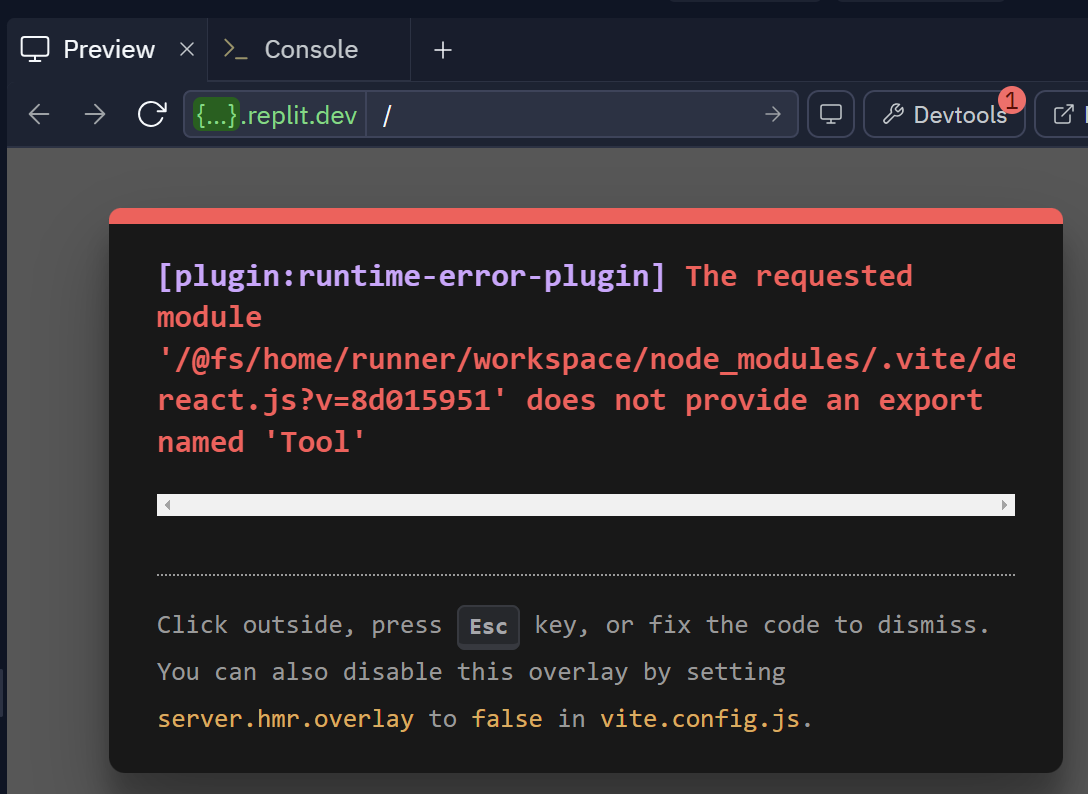 Preview
Console
{...}.replit.dev
/
Devtools
1
[plugin:runtime-error-plugin] The requested
module
'/@fs/home/runner/workspace/node_modules/.vite/de
react.js?v=8d015951' does not provide an export
named 'Tool'
Click outside, press Esc key, or fix the code to dismiss.
You can also disable this overlay by setting
server.hmr.overlay to false in vite.config.js.